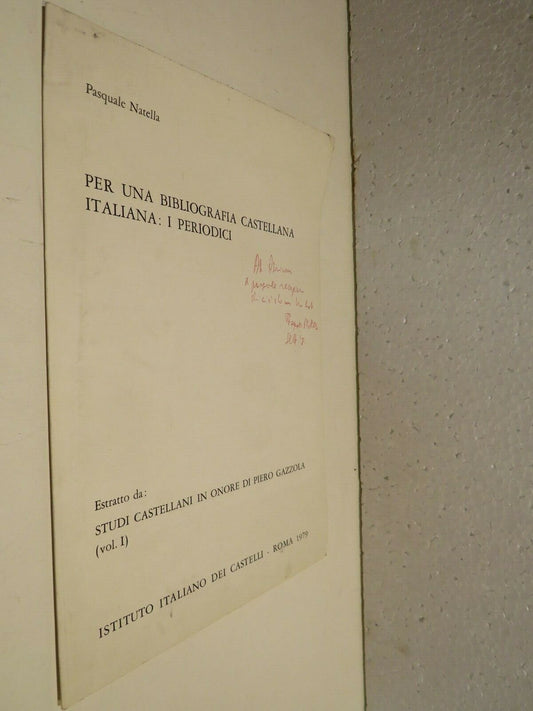 Pasquale Natella
PER UNA BIBLIOGRAFIA CASTELLANA
ITALIANA: I PERIODICI
Estratto da:
STUDI CASTELLANI IN ONORE DI PIERO GAZZOLA
(vol. I)
ISTITUTO ITALIANO DEI CASTELLI - ROMA 1979